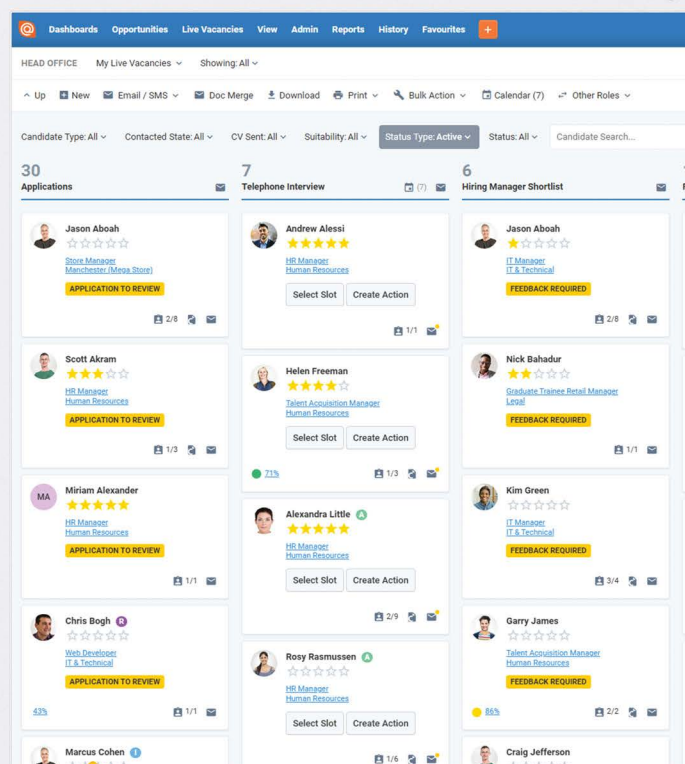 Dashboards Opportunities Live Vacancies View Admin Reports History Favourites +
HEAD OFFICE My Live Vacancies Showing: All
Up New Email / SMS Doc Merge Download Print Bulk Action Calendar (7) Other Roles
Candidate Type: All Contacted State: All CV Sent: All Suitability: All Status Type: Active Status: All Candidate Search...
30
Applications
Jason Aboah
Store Manager
Manchester (Mega Store)
APPLICATION TO REVIEW
2/8
Scott Akram
HR Manager
Human Resources
APPLICATION TO REVIEW
1/3
MA
Miriam Alexander
HR Manager
Human Resources
APPLICATION TO REVIEW
1/1
Chris Bogh R
Web Developer
IT & Technical
APPLICATION TO REVIEW
43% 1/1
Marcus Cohen I
7
Telephone Interview (7)
Andrew Alessi
HR Manager
Human Resources
Select Slot Create Action
1/1
Helen Freeman
Talent Acquisition Manager
Human Resources
Select Slot Create Action
71% 1/3
Alexandra Little A
HR Manager
Human Resources
Select Slot Create Action
2/9
Rosy Rasmussen A
HR Manager
Human Resources
Select Slot Create Action
1/6
6
Hiring Manager Shortlist
Jason Aboah
IT Manager
IT & Technical
FEEDBACK REQUIRED
2/8
Nick Bahadur
Graduate Trainee Retail Manager
Legal
FEEDBACK REQUIRED
1/1
Kim Green
IT Manager
IT & Technical
FEEDBACK REQUIRED
3/4
Garry James
Talent Acquisition Manager
Human Resources
FEEDBACK REQUIRED
86% 2/2
Craig Jefferson